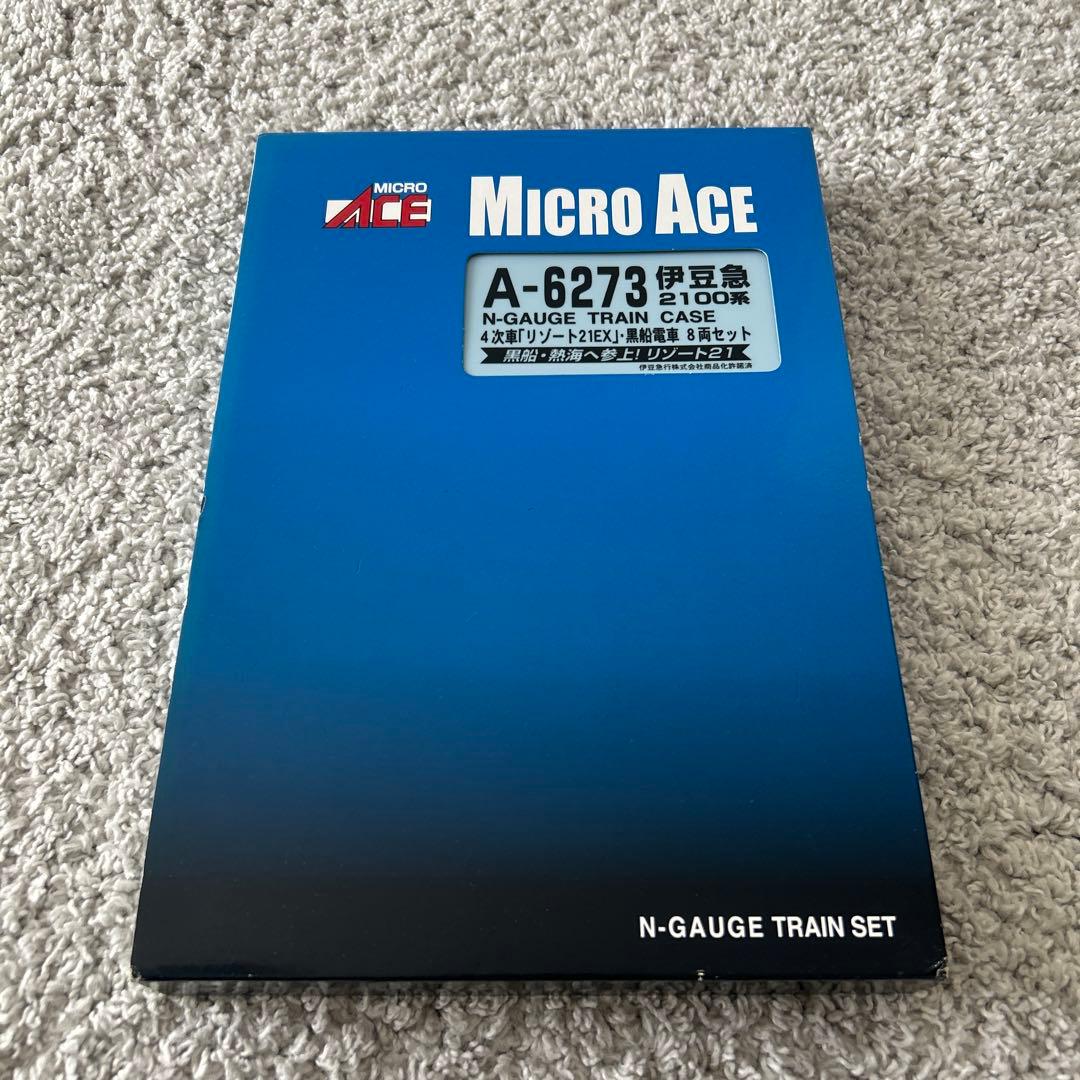 MICRO
ACE
MICRO ACE
A-6273 伊豆急
2100系
N-GAUGE TRAIN CASE
4次車「リゾート21EX」・黒船電車 8両セット
黒船・熱海へ参上!リゾート21
伊豆急行株式会社商品化許諾済
N-GAUGE TRAIN SET